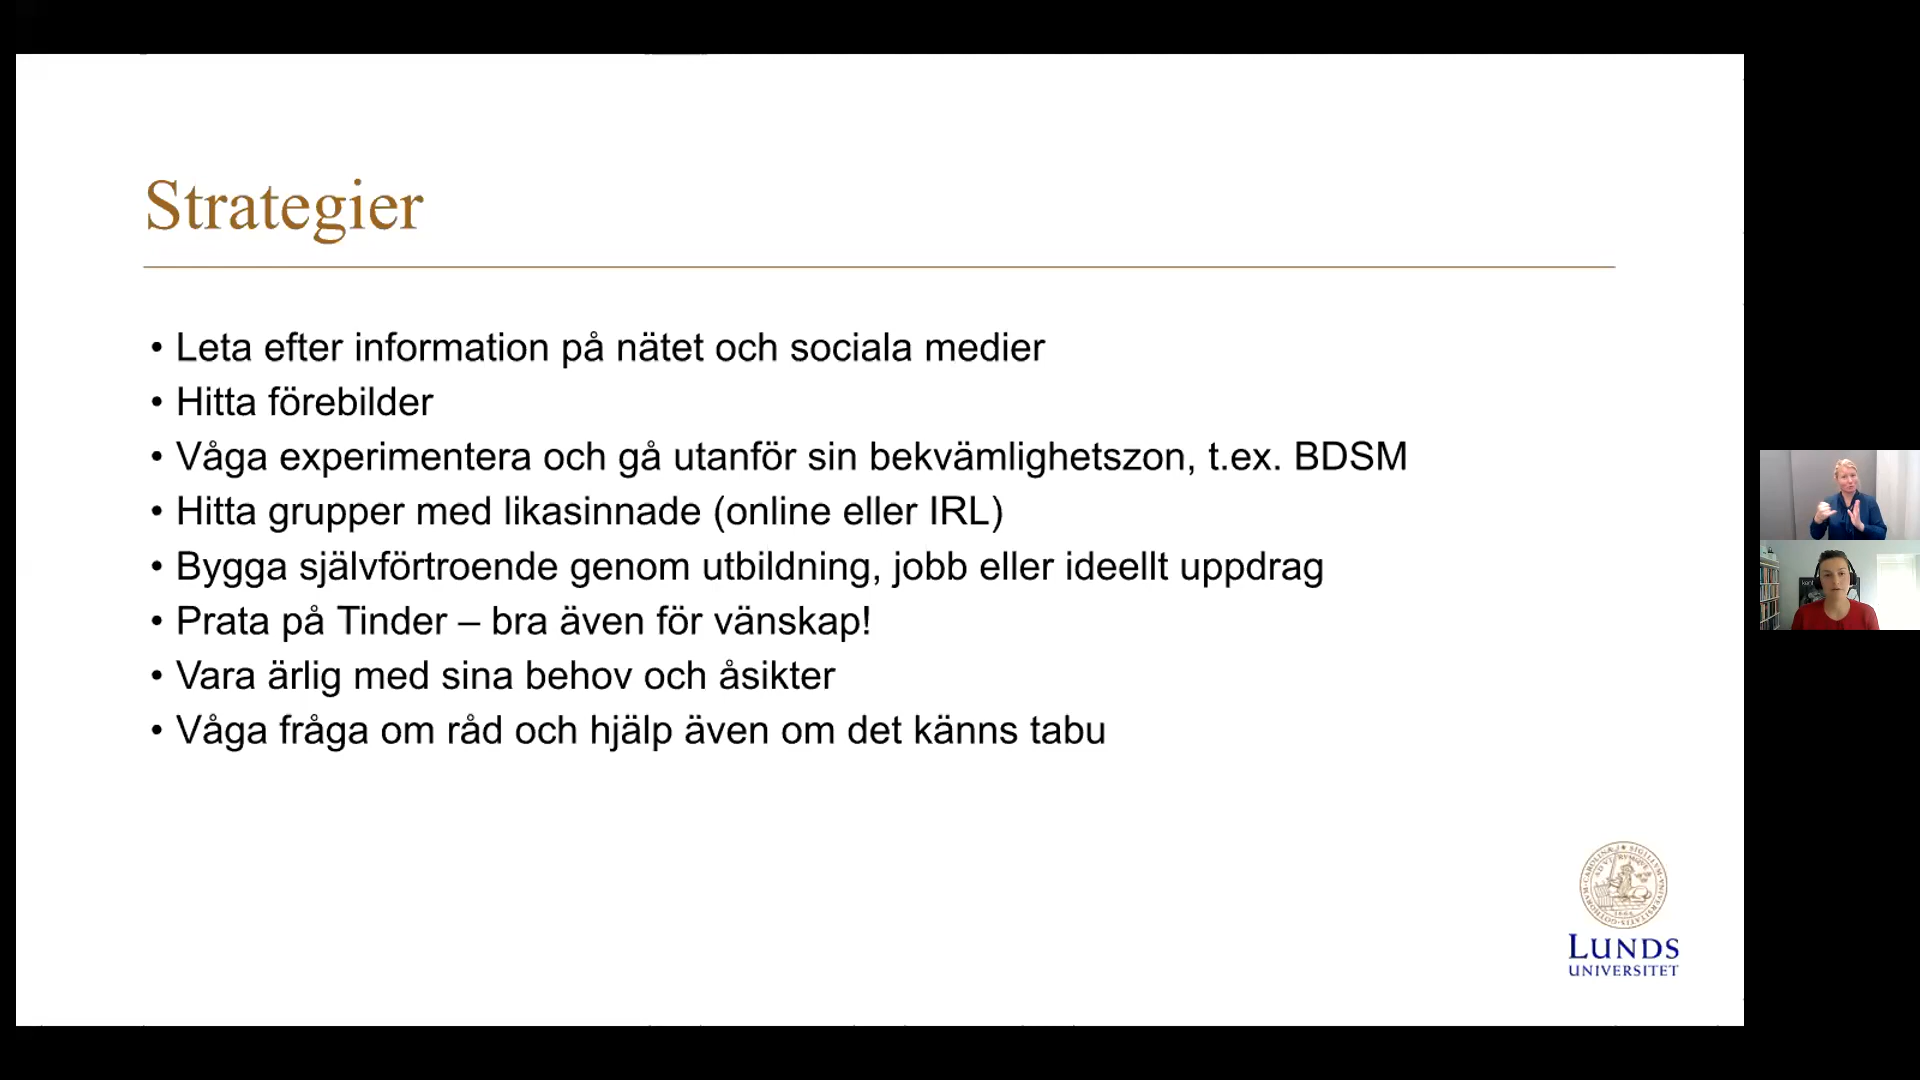 Strategier
• Leta efter information på nätet och sociala medier
• Hitta förebilder
• Våga experimentera och gå utanför sin bekvämlighetszon, t.ex. BDSM
• Hitta grupper med likasinnade (online eller IRL)
• Bygga självförtroende genom utbildning, jobb eller ideellt uppdrag
• Prata på Tinder – bra även för vänskap!
• Vara ärlig med sina behov och åsikter
• Våga fråga om råd och hjälp även om det känns tabu
LUNDS
UNIVERSITET